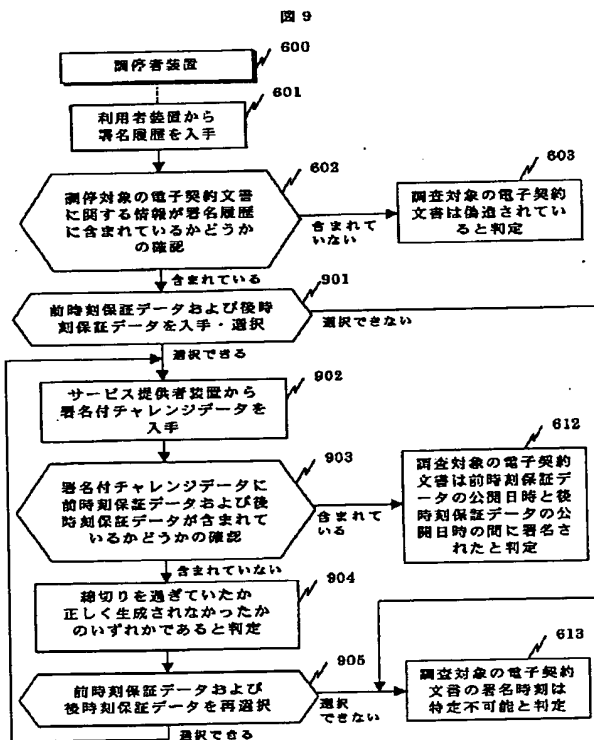 図9
調停者装置
600
利用者装置から
署名履歴を入手
601
調停対象の電子契約文書
に関する情報が署名履歴
に含まれているかどうか
の確認
602
含まれて
いない
調査対象の電子契約
文書は偽造されてい
ると判定
603
含まれている
前時刻保証データおよび後時
刻保証データを入手・選択
901
選択できない
選択できる
サービス提供者装置から
署名付チャレンジデータを
入手
902
署名付チャレンジデータに
前時刻保証データおよび後
時刻保証データが含まれて
いるかどうかの確認
903
含まれて
いる
調査対象の電子契約
文書は前時刻保証デ
ータの公開日時と後
時刻保証データの公
開日時の間に署名さ
れたと判定
612
含まれていない
締切りを過ぎていたか
正しく生成されなかったか
のいずれかであると判定
904
前時刻保証データおよび
後時刻保証データを再選択
905
選択
できない
調査対象の電子契約
文書の署名時刻は
特定不可能と判定
613
選択できる